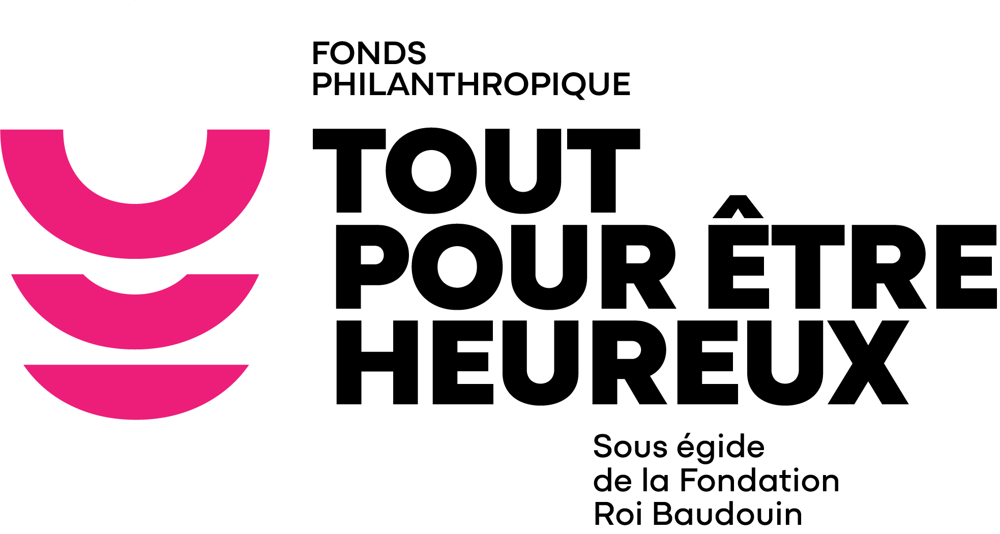 FONDS
PHILANTHROPIQUE
TOUT
POUR ÊTRE
HEUREUX
Sous égide
de la Fondation
Roi Baudouin